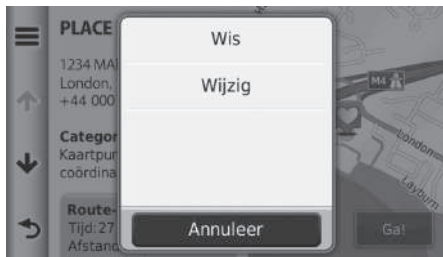 PLACE
Wis
1234 MA
London,
+44 000
Wijzig
M4
Categor
Kaartpur
coördina
London
Layburn
Route-
Tijd: 27
Afstand
Annuleer
Ga!